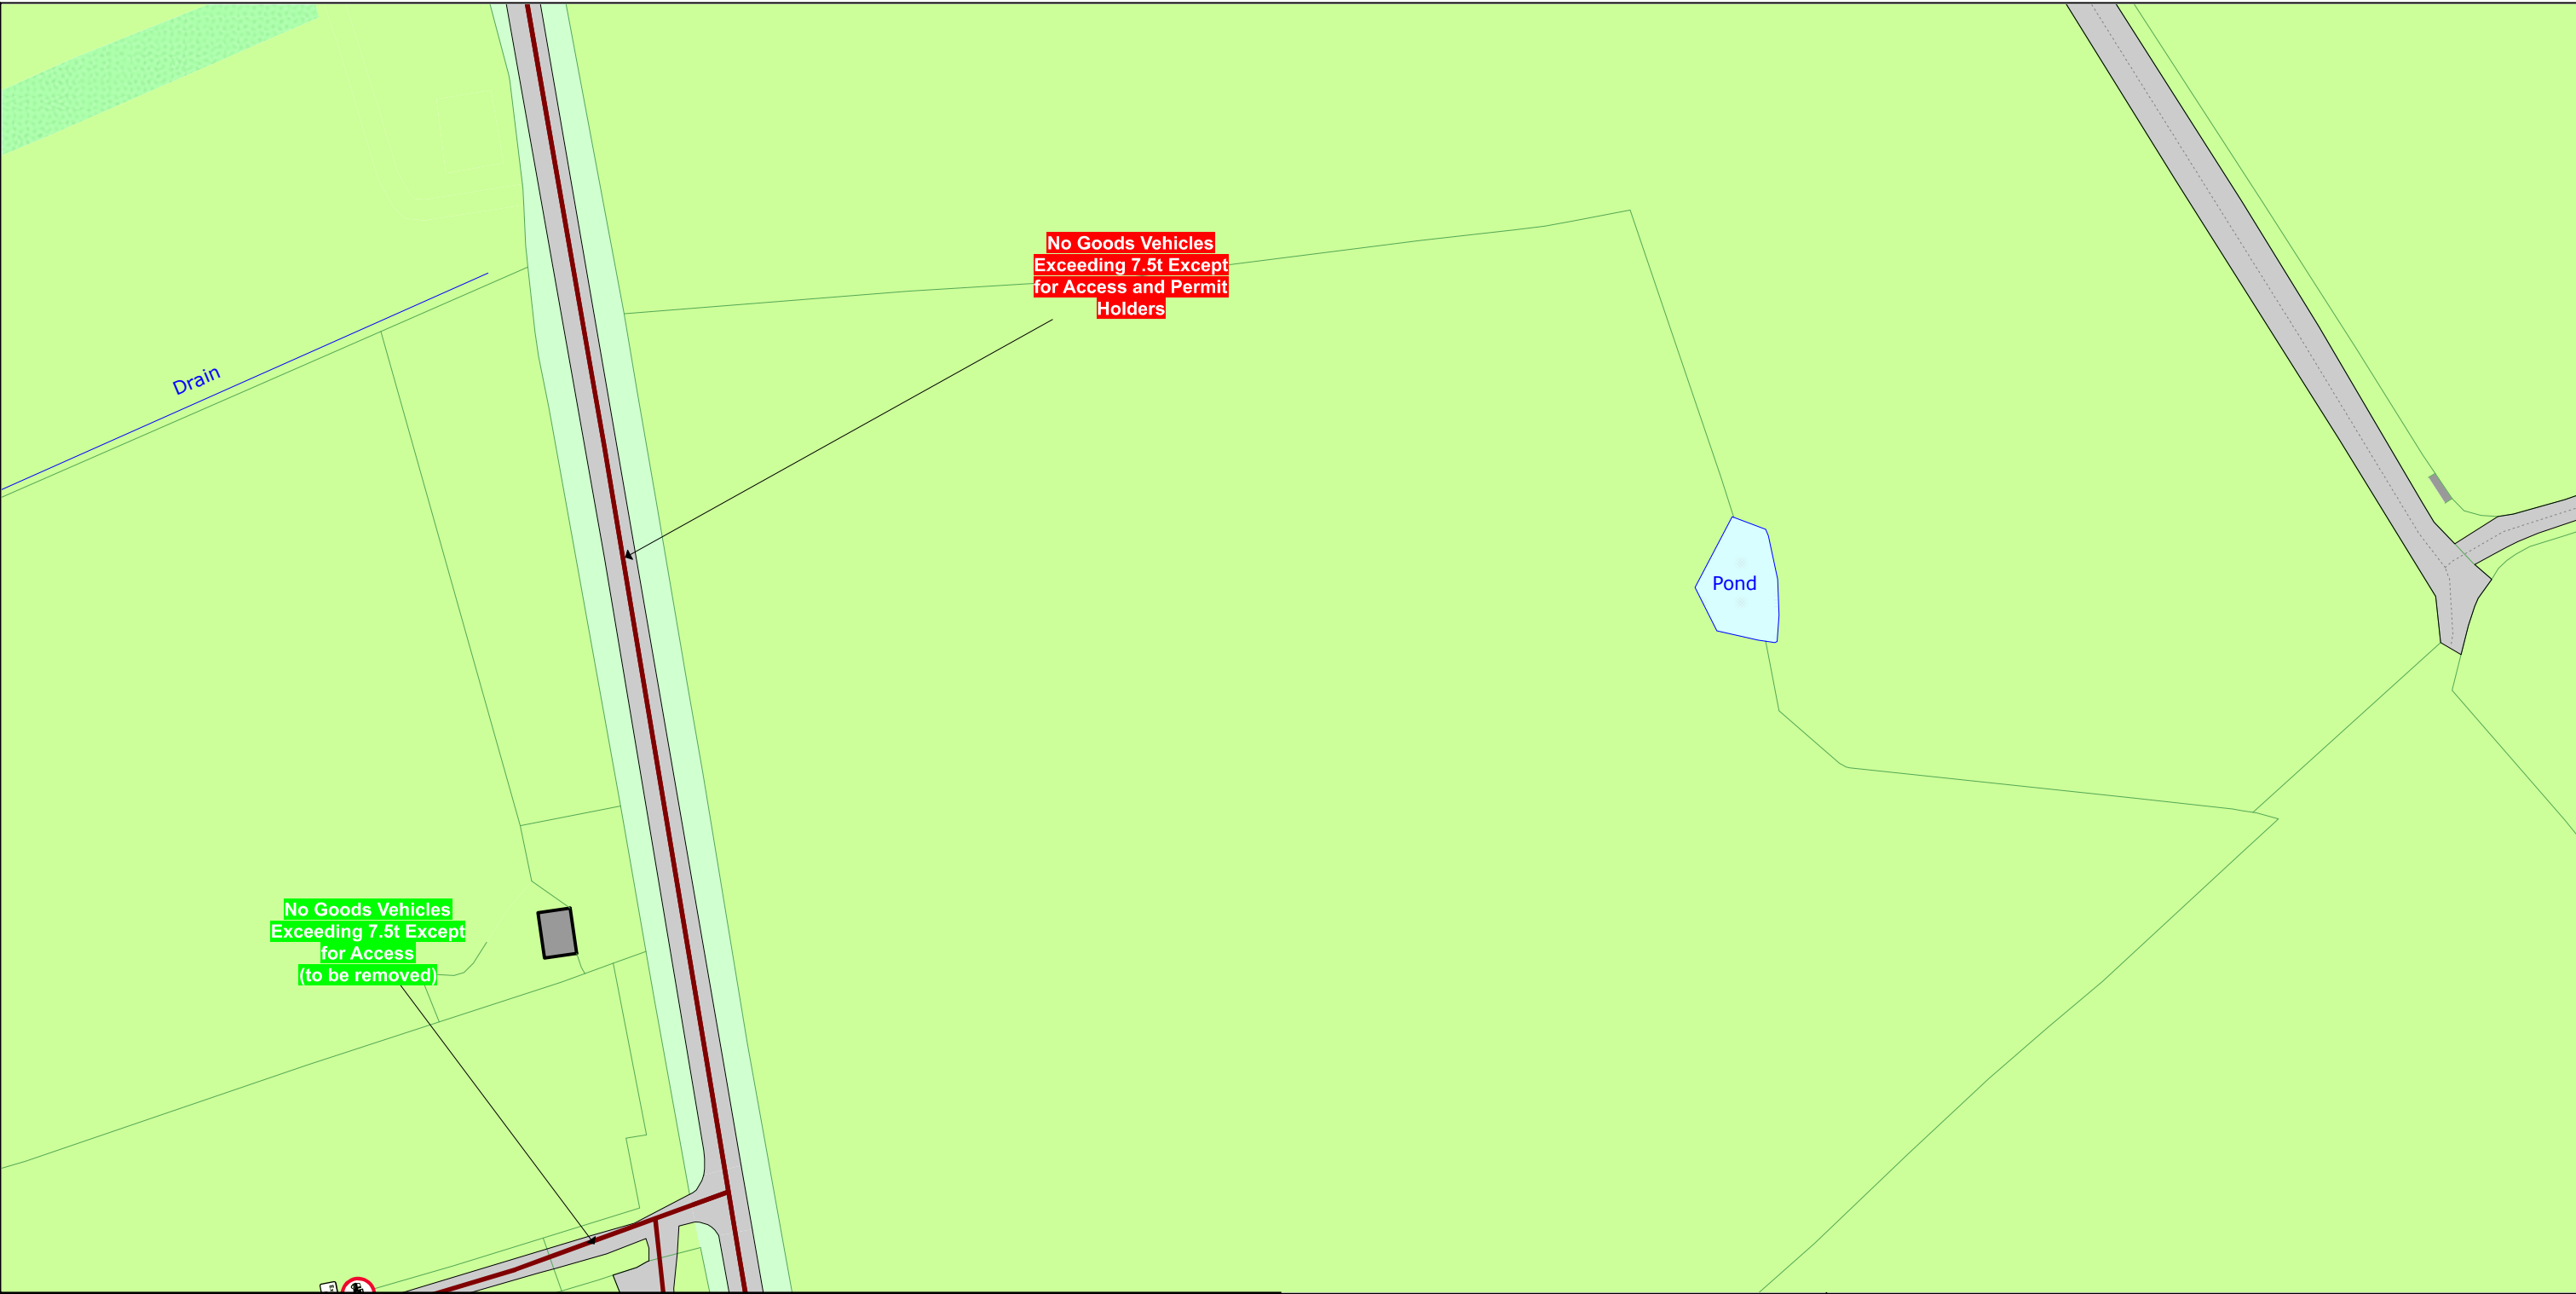 No Goods Vehicles
Exceeding 7.5t Except
for Access and Permit
Holders
Drain
Pond
No Goods Vehicles
Exceeding 7.5t Except
for Access
(to be removed)